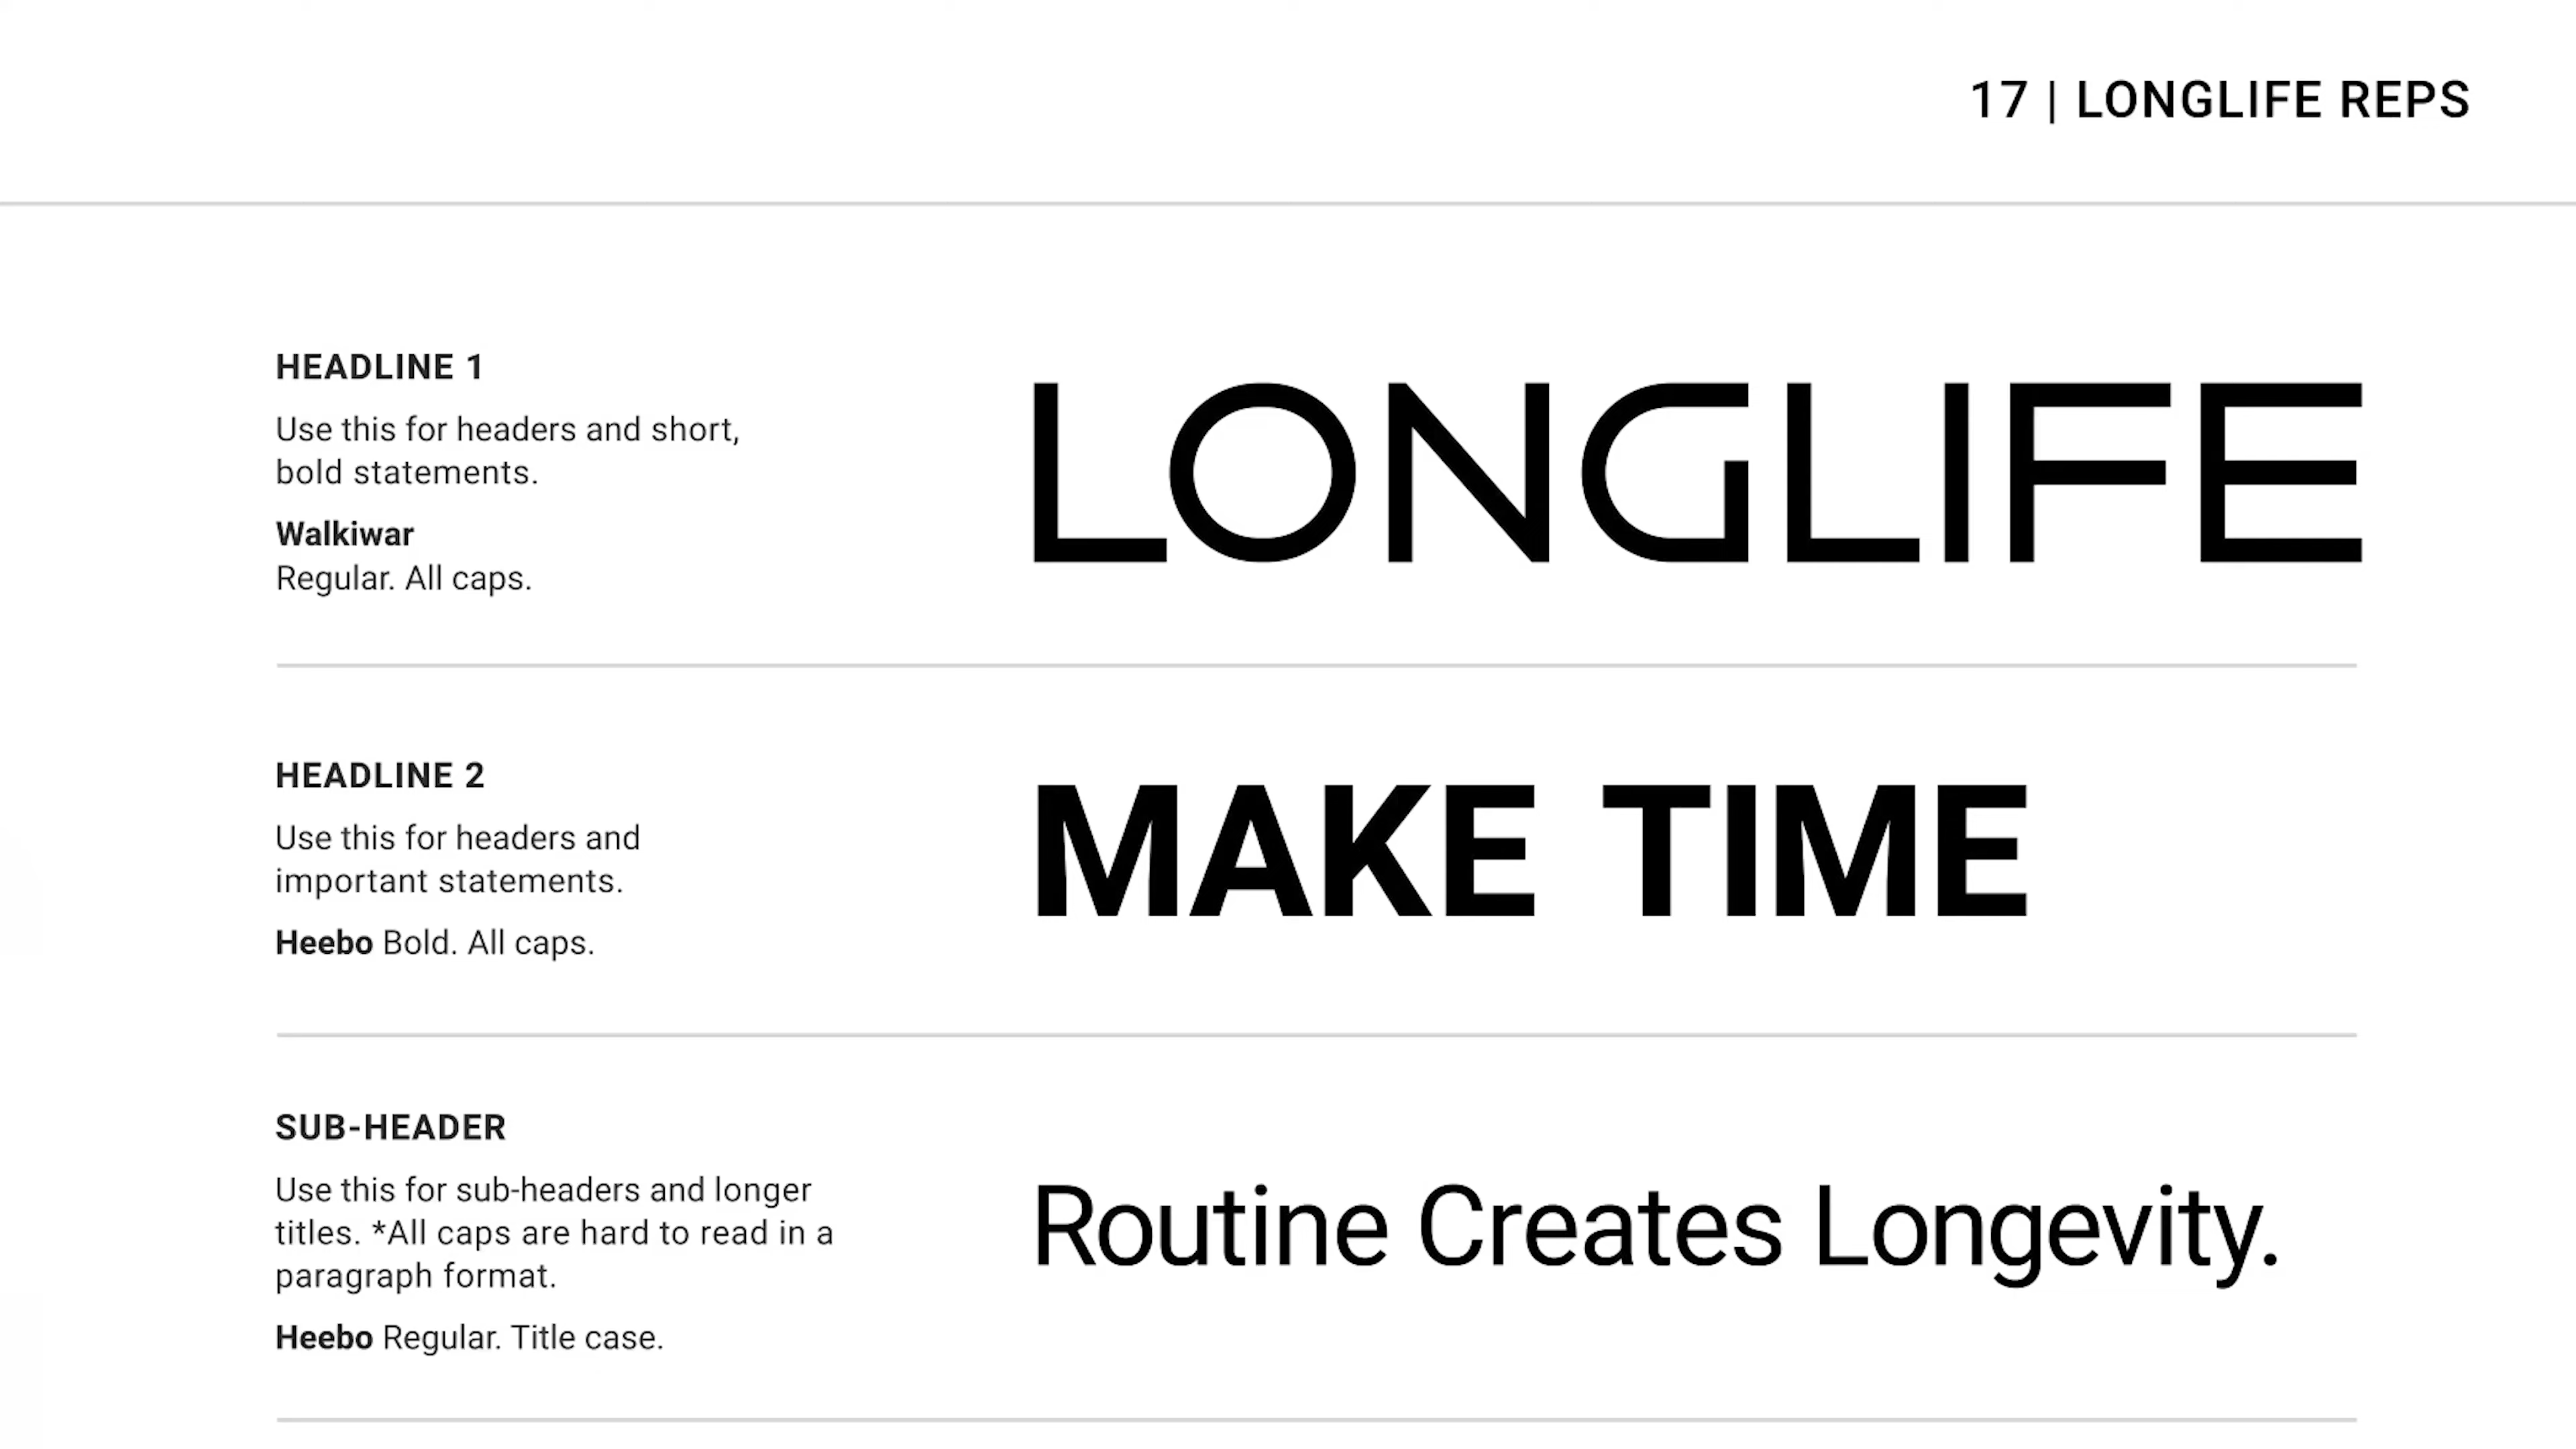 17 | LONGLIFE REPS
HEADLINE 1
Use this for headers and short,
bold statements.
Walkiwar
Regular. All caps.
LONGLIFE
HEADLINE 2
Use this for headers and
important statements.
Heebo Bold. All caps.
MAKE TIME
SUB-HEADER
Use this for sub-headers and longer
titles. *All caps are hard to read in a
paragraph format.
Heebo Regular. Title case.
Routine Creates Longevity.